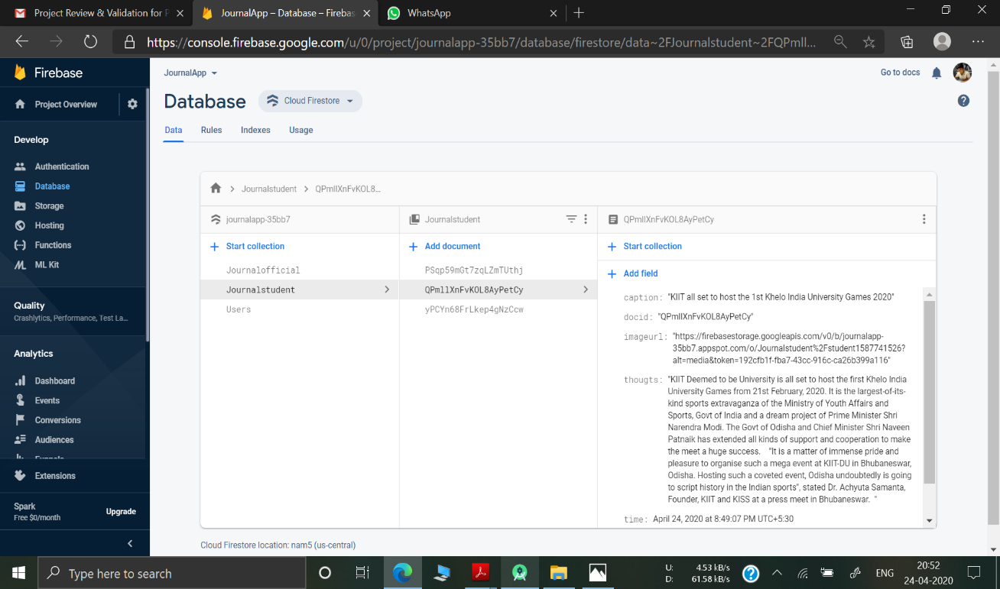 Project Review & Validation for P
JournalApp – Database – Firebas
WhatsApp
https://console.firebase.google.com/u/0/project/journalapp-35bb7/database/firestore/data~2FJournalstudent~2FQPmll...
Firebase
Project Overview
Develop
Authentication
Database
Storage
Hosting
Functions
ML Kit
Quality
Crashlytics, Performance, Test La...
Analytics
Dashboard
Events
Conversions
Audiences
Funnels
Extensions
Spark
Free $0/month
Upgrade
JournalApp
Go to docs
Database
Cloud Firestore
Data
Rules
Indexes
Usage
Journalstudent
QPmllXnFvKOL8...
journalapp-35bb7
Start collection
Journalofficial
Journalstudent
Users
Journalstudent
Add document
PSqp59mGt7zqLZmTUthj
QPmllXnFvKOL8AyPetCy
yPCYn68FrLkep4gNzCcw
QPmllXnFvKOL8AyPetCy
Start collection
Add field
caption: "KIIT all set to host the 1st Khelo India University Games 2020"
docid: "QPmllXnFvKOL8AyPetCy"
imageurl: "https://firebasestorage.googleapis.com/v0/b/journalapp-
35bb7.appspot.com/o/Journalstudent%2Fstudent1587741526?
alt=media&token=192cfb1f-fba7-43cc-916c-ca26b399a116"
thougts: "KIIT Deemed to be University is all set to host the first Khelo India
University Games from 21st February, 2020. It is the largest-of-its-
kind sports extravaganza of the Ministry of Youth Affairs and
Sports, Govt of India and a dream project of Prime Minister Shri
Narendra Modi. The Govt of Odisha and Chief Minister Shri Naveen
Patnaik has extended all kinds of support and cooperation to make
the meet a huge success. "It is a matter of immense pride and
pleasure to organise such a mega event at KIIT-DU in Bhubaneswar,
Odisha. Hosting such a coveted event, Odisha undoubtedly is going
to script history in the Indian sports", stated Dr. Achyuta Samanta,
Founder, KIIT and KISS at a press meet in Bhubaneswar. "
time: April 24, 2020 at 8:49:07 PM UTC+5:30
Cloud Firestore location: nam5 (us-central)
Type here to search
U: 4.53 kB/s
D: 61.58 kB/s
ENG
20:52
24-04-2020